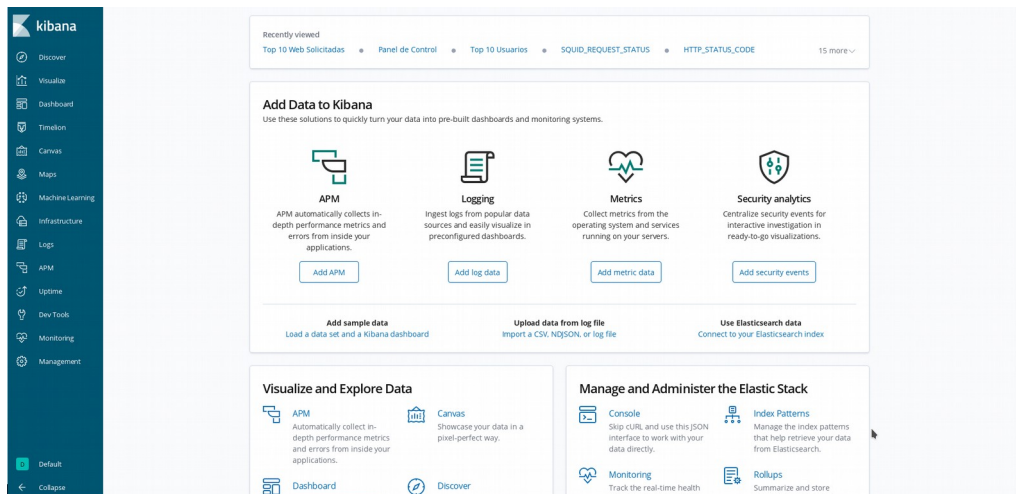 kibana
Discover
Visualize
Dashboard
Timelion
Canvas
Maps
Machine Learning
Infrastructure
Logs
APM
Uptime
Dev Tools
Monitoring
Management
D Default
Collapse
Recently viewed
Top 10 Web Solicitadas
Panel de Control
Top 10 Usuarios
SQUID_REQUEST_STATUS
HTTP_STATUS_CODE
15 more
Add Data to Kibana
Use these solutions to quickly turn your data into pre-built dashboards and monitoring systems.
APM
APM automatically collects in-
depth performance metrics and
errors from inside your
applications.
Add APM
Logging
Ingest logs from popular data
sources and easily visualize in
preconfigured dashboards.
Add log data
Metrics
Collect metrics from the
operating system and services
running on your servers.
Add metric data
Security analytics
Centralize security events for
interactive investigation in
ready-to-go visualizations.
Add security events
Add sample data
Load a data set and a Kibana dashboard
Upload data from log file
Import a CSV, NDJSON, or log file
Use Elasticsearch data
Connect to your Elasticsearch index
Visualize and Explore Data
APM
Automatically collect in-
depth performance metrics
and errors from inside your
applications.
Canvas
Showcase your data in a
pixel-perfect way.
Dashboard
Discover
Manage and Administer the Elastic Stack
Console
Skip cURL and use this JSON
interface to work with your
data directly.
Index Patterns
Manage the index patterns
that help retrieve your data
from Elasticsearch.
Monitoring
Track the real-time health
Rollups
Summarize and store